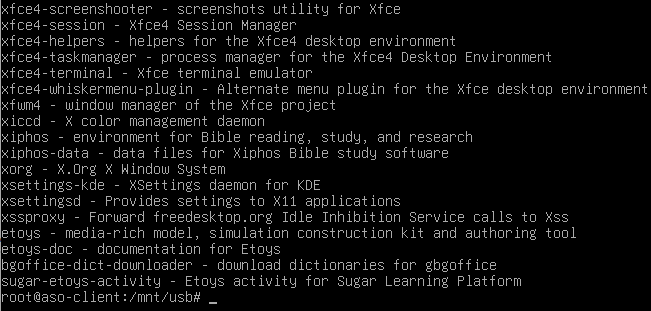 xfce4-screenshooter - screenshots utility for Xfce
xfce4-session - Xfce4 Session Manager
xfce4-helpers - helpers for the Xfce4 desktop environment
xfce4-taskmanager - process manager for the Xfce4 Desktop Environment
xfce4-terminal - Xfce terminal emulator
xfce4-whiskermenu-plugin - Alternate menu plugin for the Xfce desktop environment
xfwm4 - window manager of the Xfce project
xiccd - X color management daemon
xiphos - environment for Bible reading, study, and research
xiphos-data - data files for Xiphos Bible study software
xorg - X.Org X Window System
xsettings-kde - XSettings daemon for KDE
xsettingsd - Provides settings to X11 applications
xssproxy - Forward freedesktop.org Idle Inhibition Service calls to Xss
etoys - media-rich model, simulation construction kit and authoring tool
etoys-doc - documentation for Etoys
bgoffice-dict-downloader - download dictionaries for gbgoffice
sugar-etoys-activity - Etoys activity for Sugar Learning Platform
root@aso-client:/mnt/usb# _